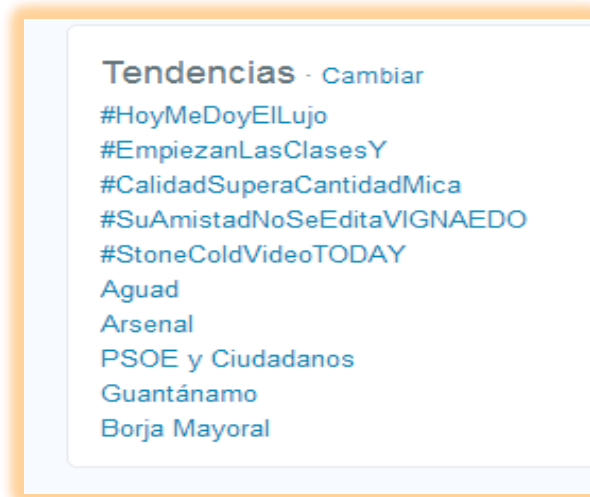 Tendencias · Cambiar
#HoyMeDoyElLujo
#EmpiezanLasClasesY
#CalidadSuperaCantidadMica
#SuAmistadNoSeEditaVIGNAEDO
#StoneColdVideoTODAY
Aguad
Arsenal
PSOE y Ciudadanos
Guantánamo
Borja Mayoral